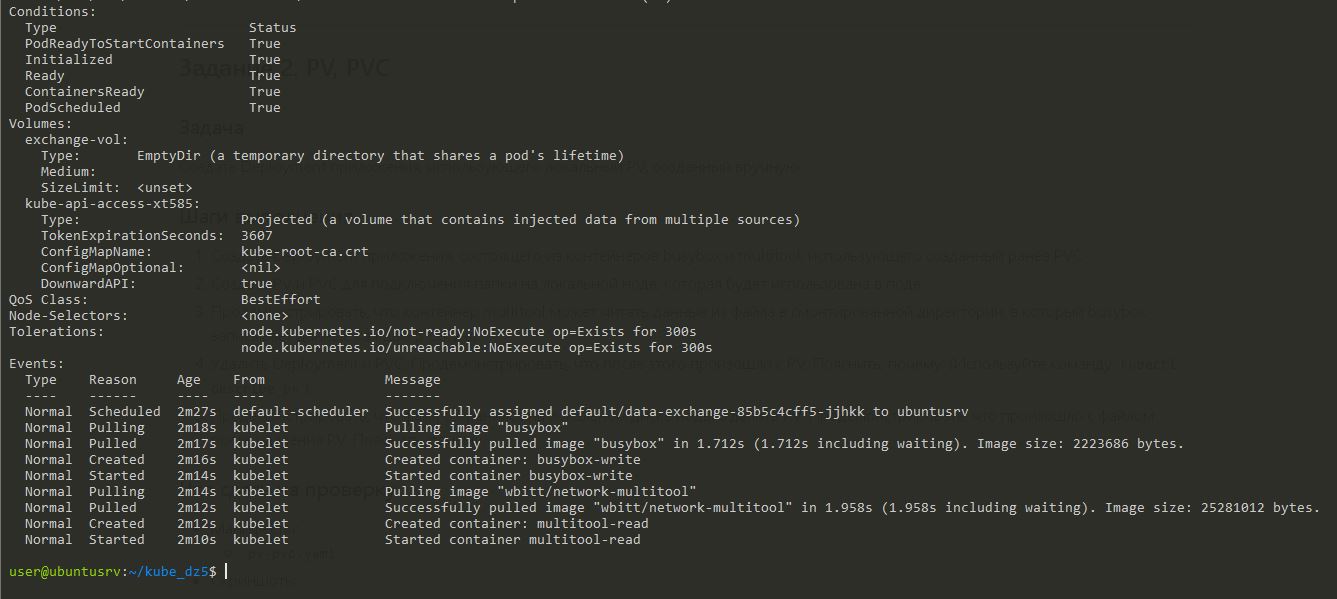 Conditions:
Type Status
PodReadyToStartContainers True
Initialized True
Ready True
ContainersReady True
PodScheduled True
Volumes:
exchange-vol:
Type: EmptyDir (a temporary directory that shares a pod's lifetime)
Medium:
SizeLimit: <unset>
kube-api-access-xt585:
Type: Projected (a volume that contains injected data from multiple sources)
TokenExpirationSeconds: 3607
ConfigMapName: kube-root-ca.crt
ConfigMapOptional: <nil>
DownwardAPI: true
QoS Class: BestEffort
Node-Selectors: <none>
Tolerations: node.kubernetes.io/not-ready:NoExecute op=Exists for 300s
node.kubernetes.io/unreachable:NoExecute op=Exists for 300s
Events:
Type Reason Age From Message
---- ------ ---- ---- -------
Normal Scheduled 2m27s default-scheduler Successfully assigned default/data-exchange-85b5c4cff5-jjhkk to ubuntusrv
Normal Pulling 2m18s kubelet Pulling image "busybox"
Normal Pulled 2m17s kubelet Successfully pulled image "busybox" in 1.712s (1.712s including waiting). Image size: 2223686 bytes.
Normal Created 2m16s kubelet Created container: busybox-write
Normal Started 2m14s kubelet Started container busybox-write
Normal Pulling 2m14s kubelet Pulling image "wbitt/network-multitool"
Normal Pulled 2m12s kubelet Successfully pulled image "wbitt/network-multitool" in 1.958s (1.958s including waiting). Image size: 25281012 bytes.
Normal Created 2m12s kubelet Created container: multitool-read
Normal Started 2m10s kubelet Started container multitool-read
user@ubuntusrv:~/kube_dz5$
Задание 2. PV, PVC
Задача
pv-pvc.yaml